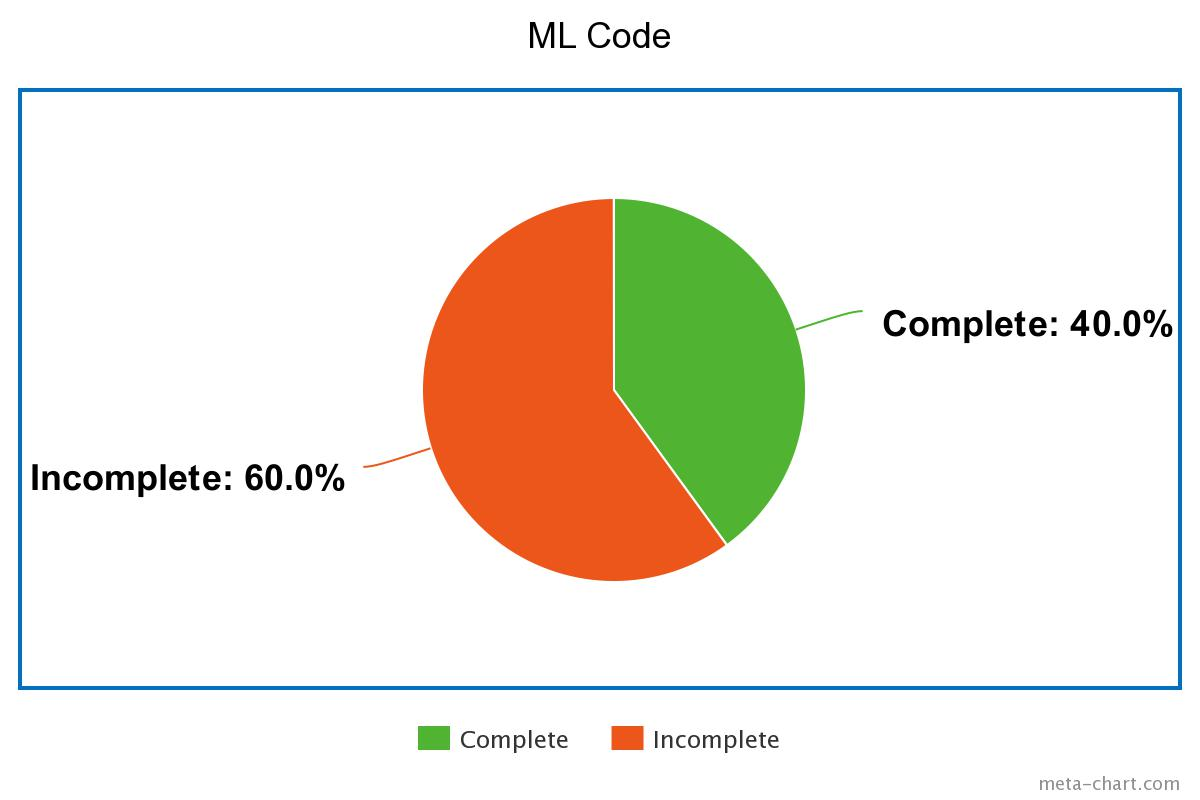 ML Code
Complete: 40.0%
Incomplete: 60.0%
Complete Incomplete
meta-chart.com